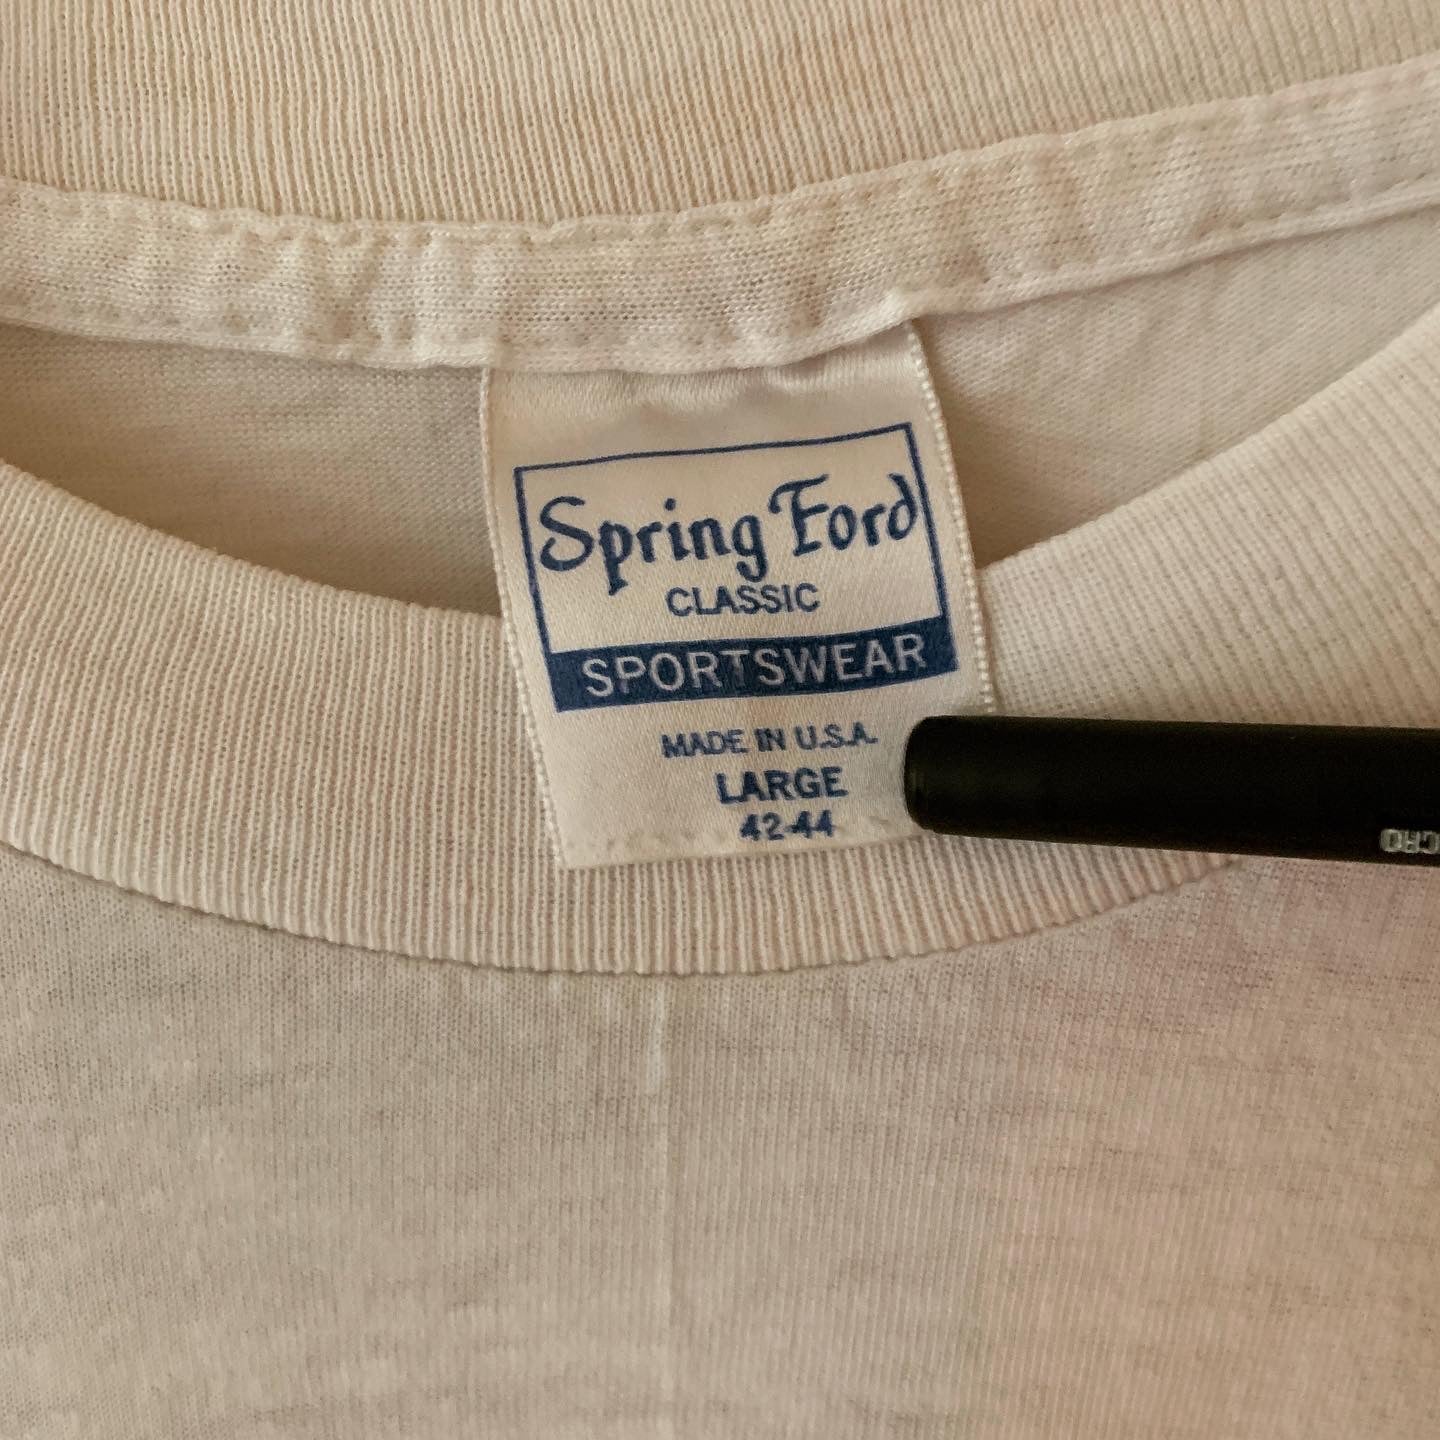 Spring Ford
CLASSIC
SPORTSWEAR
MADE IN U.S.A.
LARGE
42-44